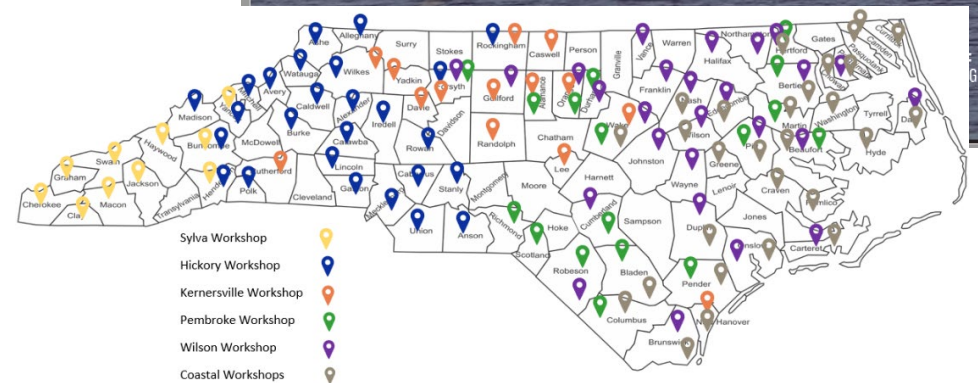 Ashe
Alleghany
Surry
Stokes
Rockingham
Caswell
Person
Granville
Vance
Warren
Northampton
Halifax
Hertford
Gates
Camden
Currituck
Pasquotank
Chowan
Watauga
Wilkes
Yadkin
Forsyth
Guilford
Alamance
Orange
Durham
Franklin
Nash
Edgecombe
Bertie
Mitchell
Avery
Caldwell
Alexander
Iredell
Davie
Davidson
Randolph
Chatham
Wake
Wilson
Martin
Washington
Tyrrell
Dare
Madison
Yancey
Burke
Catawba
Rowan
Johnston
Greene
Pitt
Beaufort
Hyde
Haywood
Buncombe
McDowell
Lincoln
Lee
Swain
Graham
Jackson
Rutherford
Cleveland
Gaston
Cabarrus
Stanly
Montgomery
Moore
Harnett
Wayne
Lenoir
Craven
Pamlico
Cherokee
Clay
Macon
Transylvania
Henderson
Polk
Mecklenburg
Union
Anson
Richmond
Hoke
Cumberland
Sampson
Duplin
Jones
Carteret
Scotland
Onslow
Robeson
Bladen
Pender
Columbus
New Hanover
Brunswick
Sylva Workshop
Hickory Workshop
Kernersville Workshop
Pembroke Workshop
Wilson Workshop
Coastal Workshops